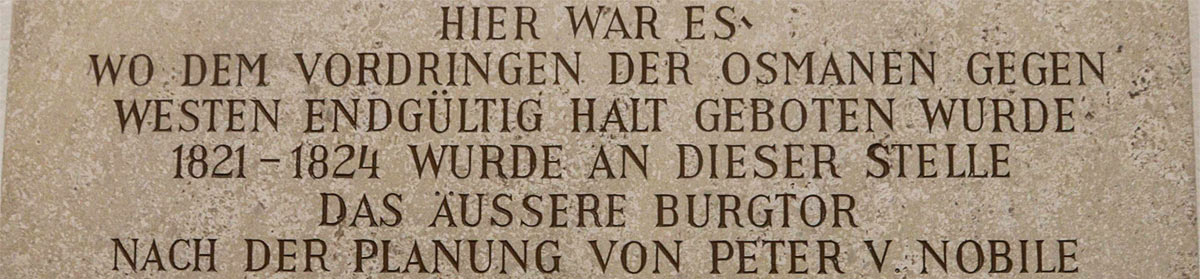 HIER WAR ES,
WO DEM VORDRINGEN DER OSMANEN GEGEN
WESTEN ENDGÜLTIG HALT GEBOTEN WURDE
1821 – 1824 WURDE AN DIESER STELLE
DAS ÄUSSERE BURGTOR
NACH DER PLANUNG VON PETER V. NOBILE